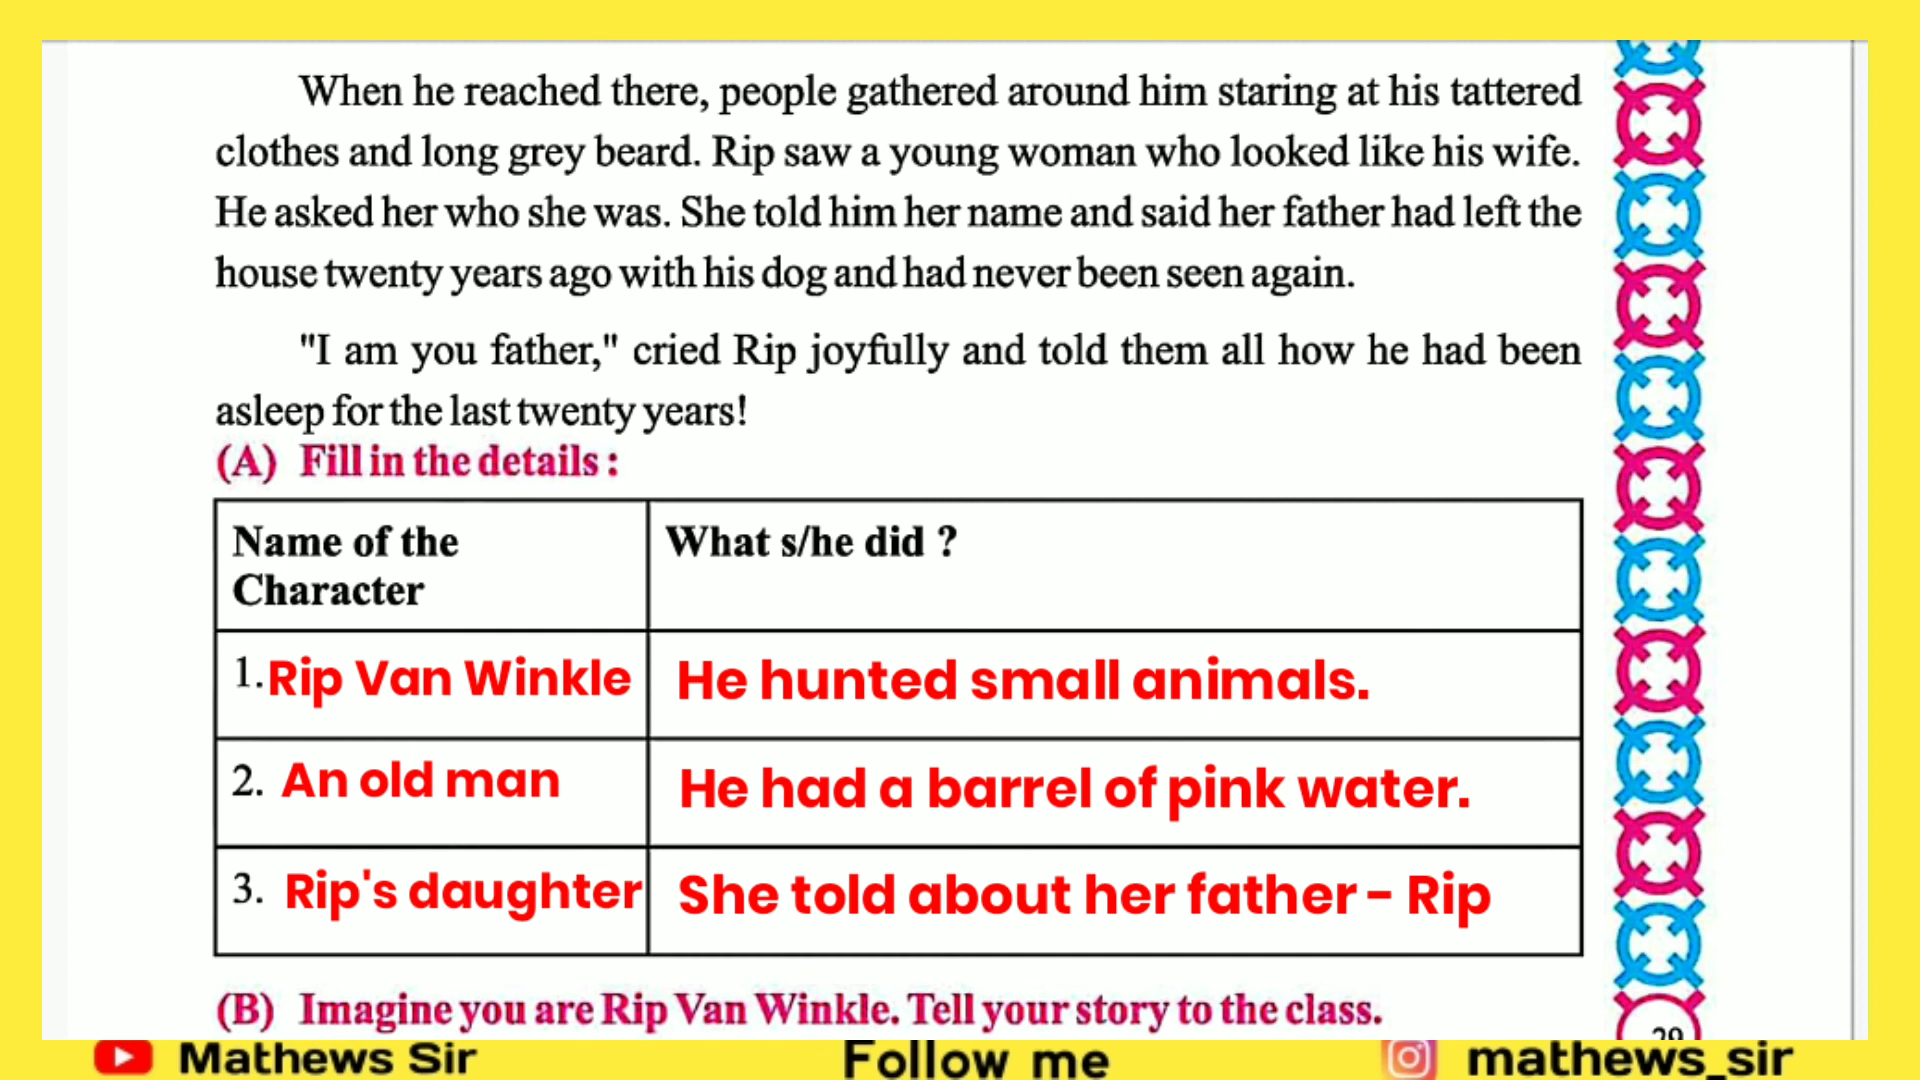 When he reached there, people gathered around him staring at his tattered
clothes and long grey beard. Rip saw a young woman who looked like his wife.
He asked her who she was. She told him her name and said her father had left the
house twenty years ago with his dog and had never been seen again.
"I am you father," cried Rip joyfully and told them all how he had been
asleep for the last twenty years!
(A) Fill in the details :
Name of the
Character
What s/he did ?
1. Rip Van Winkle
He hunted small animals.
2. An old man
He had a barrel of pink water.
3. Rip's daughter
She told about her father - Rip
(B) Imagine you are Rip Van Winkle. Tell your story to the class.
Mathews Sir
Follow me
mathews_sir